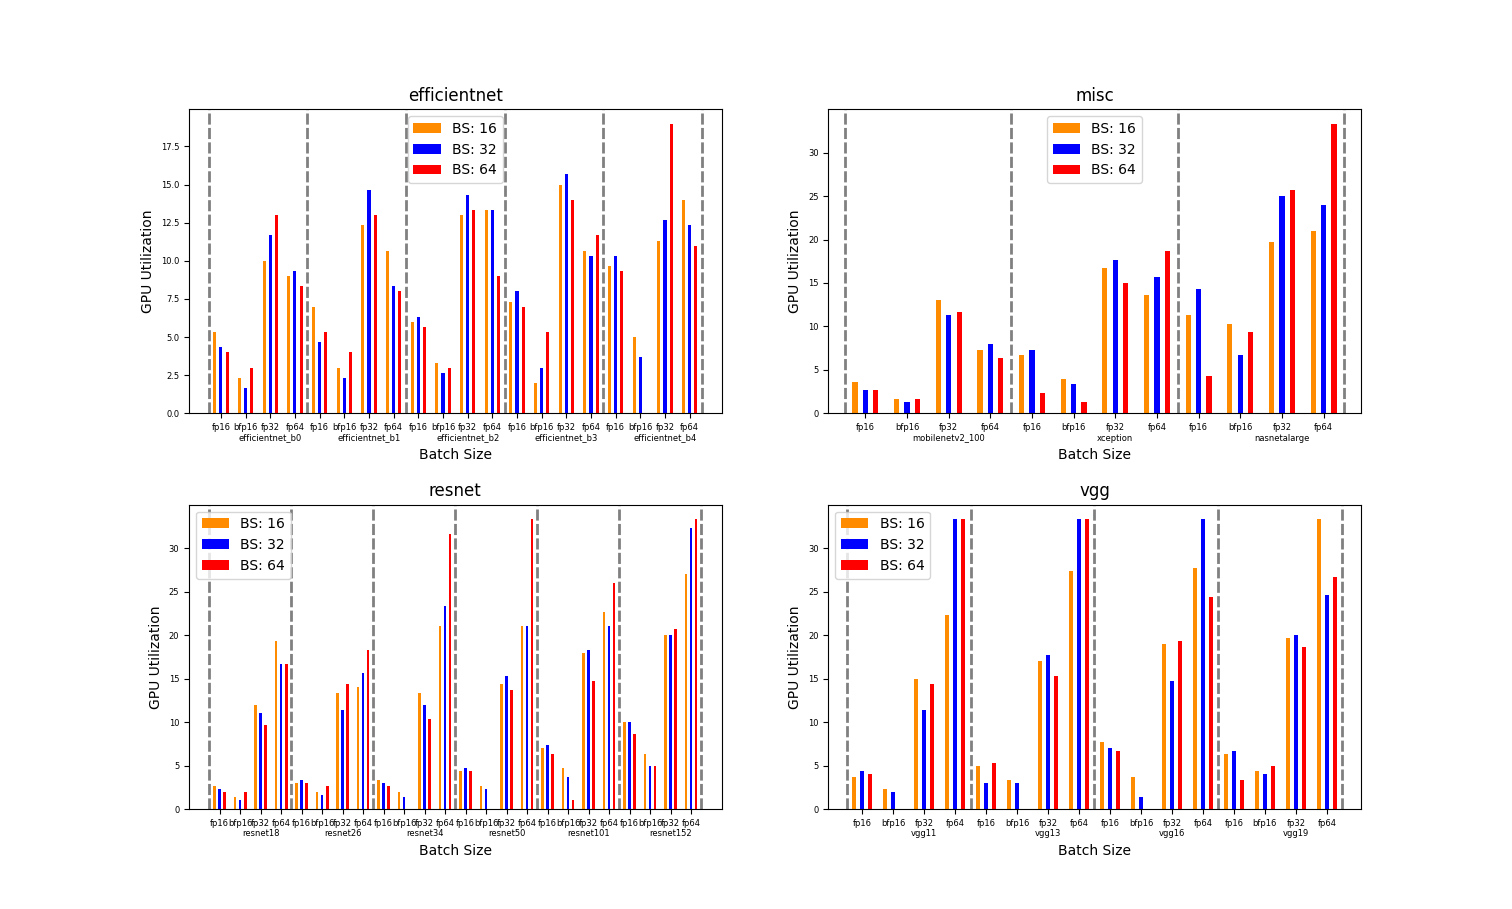 efficientnet
BS: 16
BS: 32
BS: 64
GPU Utilization
17.5
15.0
12.5
10.0
7.5
5.0
2.5
0.0
fp16 bfp16 fp32 fp64 fp16 bfp16 fp32 fp64 fp16 bfp16 fp32 fp64 fp16 bfp16 fp32 fp64 fp16 bfp16 fp32 fp64
efficientnet_b0 efficientnet_b1 efficientnet_b2 efficientnet_b3 efficientnet_b4
Batch Size
misc
BS: 16
BS: 32
BS: 64
GPU Utilization
30
25
20
15
10
5
0
fp16 bfp16 fp32 fp64 fp16 bfp16 fp32 fp64 fp16 bfp16 fp32 fp64
mobilenetv2_100 xception nasnetalarge
Batch Size
resnet
BS: 16
BS: 32
BS: 64
GPU Utilization
30
25
20
15
10
5
0
fp16 bfp16 fp32 fp64 fp16 bfp16 fp32 fp64 fp16 bfp16 fp32 fp64 fp16 bfp16 fp32 fp64 fp16 bfp16 fp32 fp64 fp16 bfp16 fp32 fp64
resnet18 resnet26 resnet34 resnet50 resnet101 resnet152
Batch Size
vgg
BS: 16
BS: 32
BS: 64
GPU Utilization
30
25
20
15
10
5
0
fp16 bfp16 fp32 fp64 fp16 bfp16 fp32 fp64 fp16 bfp16 fp32 fp64 fp16 bfp16 fp32 fp64
vgg11 vgg13 vgg16 vgg19
Batch Size